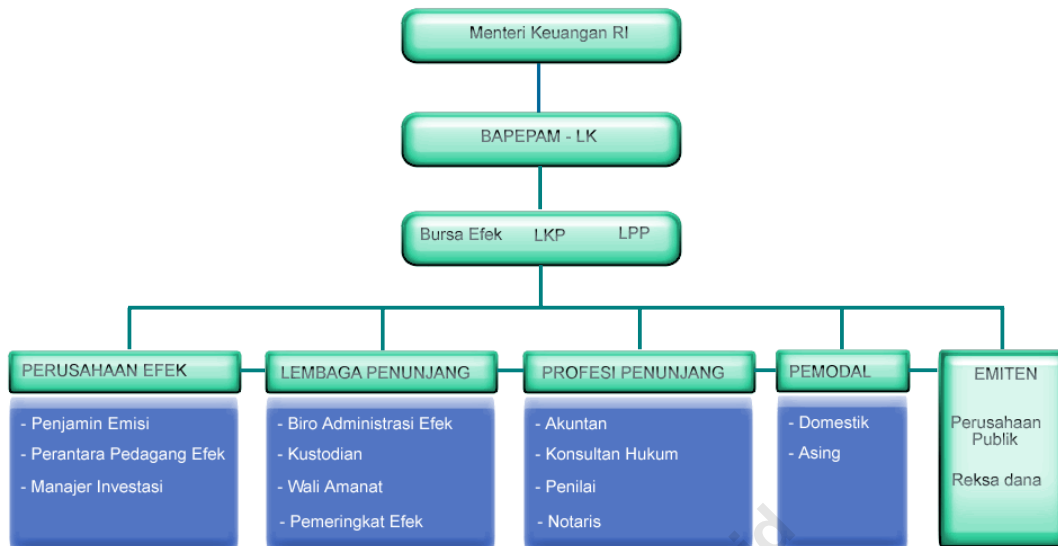 Menteri Keuangan RI
BAPEPAM - LK
Bursa Efek LKP LPP
PERUSAHAAN EFEK
- Penjamin Emisi
- Perantara Pedagang Efek
- Manajer Investasi
LEMBAGA PENUNJANG
- Biro Administrasi Efek
- Kustodian
- Wali Amanat
- Pemeringkat Efek
PROFESI PENUNJANG
- Akuntan
- Konsultan Hukum
- Penilai
- Notaris
PEMODAL
- Domestik
- Asing
EMITEN
Perusahaan
Publik
Reksa dana